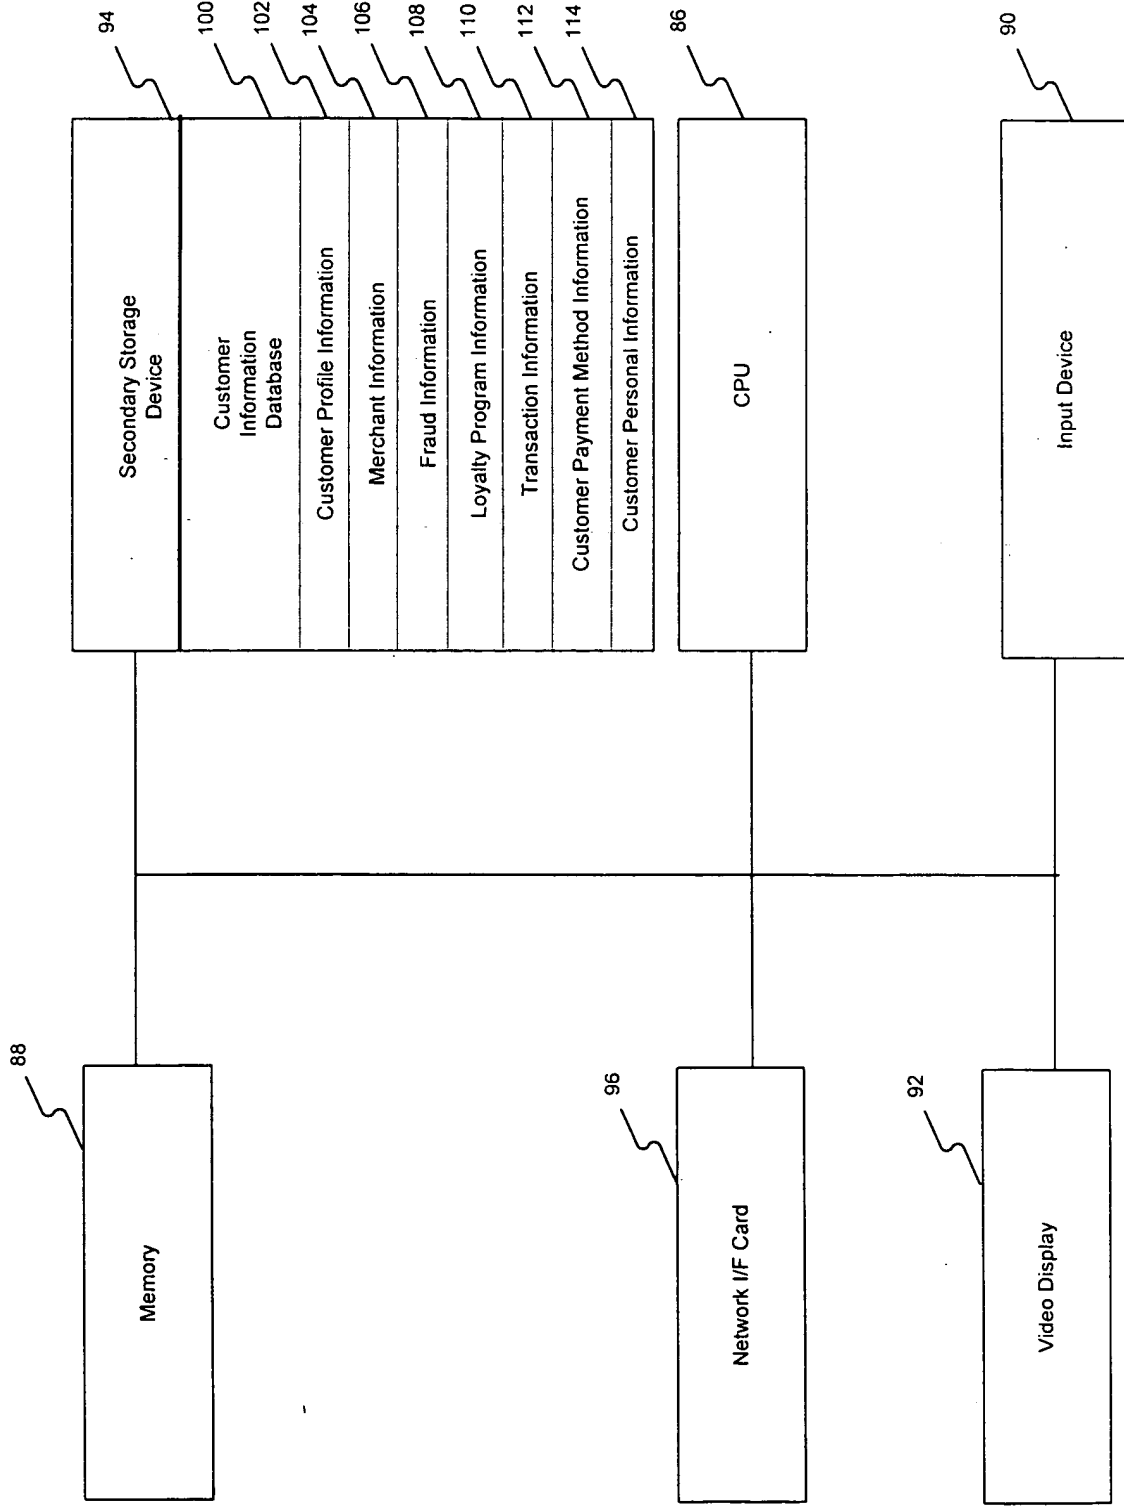 88
Memory
94
Secondary Storage
Device
100
Customer
Information
Database
102
Customer Profile Information
104
Merchant Information
106
Fraud Information
108
Loyalty Program Information
110
Transaction Information
112
Customer Payment Method Information
114
Customer Personal Information
96
Network I/F Card
86
CPU
92
Video Display
90
Input Device